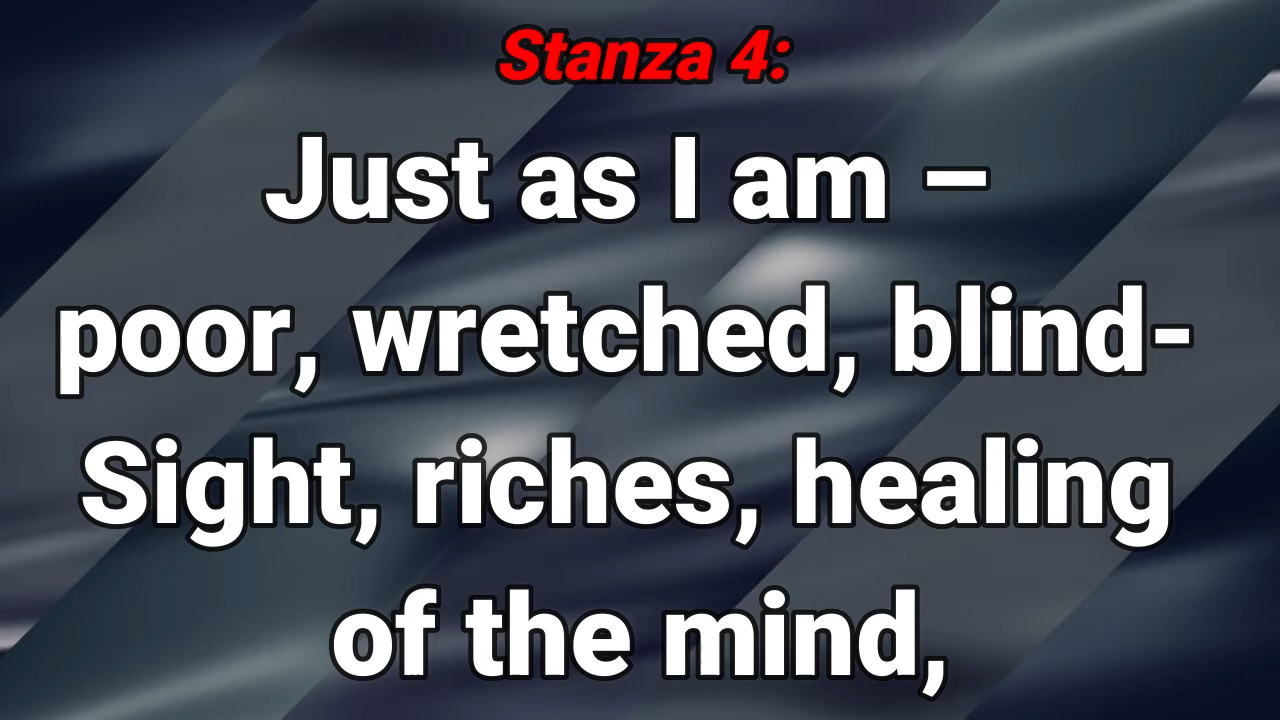 Stanza 4:
Just as I am –
poor, wretched, blind-
Sight, riches, healing
of the mind,